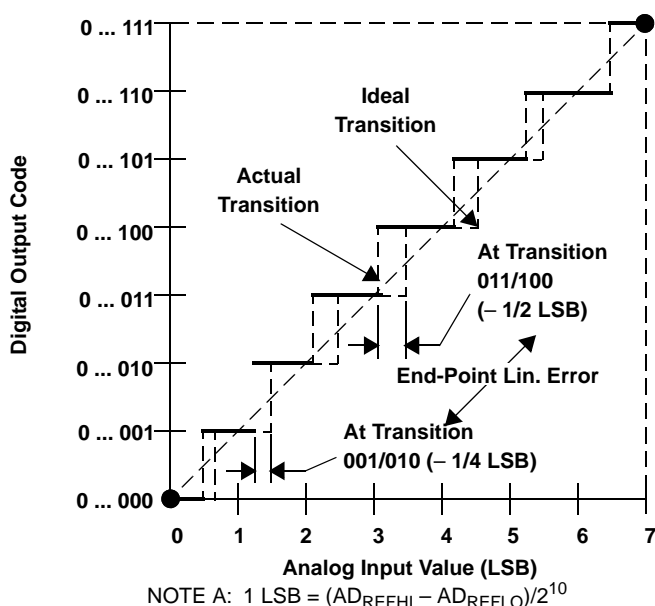 Digital Output Code
0 ... 111
0 ... 110
0 ... 101
0 ... 100
0 ... 011
0 ... 010
0 ... 001
0 ... 000
Ideal
Transition
Actual
Transition
At Transition
011/100
(– 1/2 LSB)
End-Point Lin. Error
At Transition
001/010 (– 1/4 LSB)
0 1 2 3 4 5 6 7
Analog Input Value (LSB)
NOTE A: 1 LSB = (AD_REFHI – AD_REFLO)/2^10